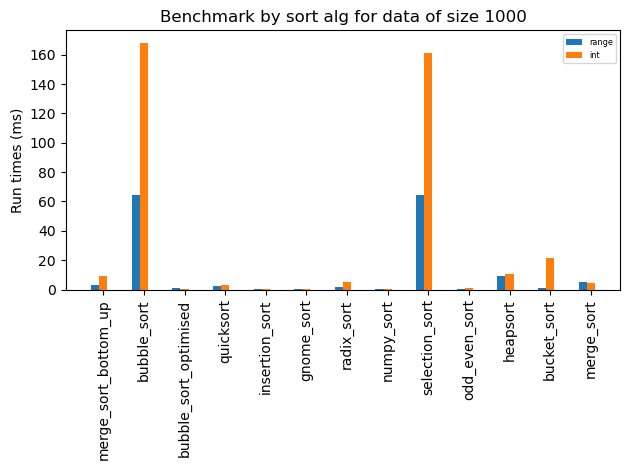 Benchmark by sort alg for data of size 1000
range
int
Run times (ms)
160
140
120
100
80
60
40
20
0
merge_sort_bottom_up
bubble_sort
bubble_sort_optimised
quicksort
insertion_sort
gnome_sort
radix_sort
numpy_sort
selection_sort
odd_even_sort
heapsort
bucket_sort
merge_sort